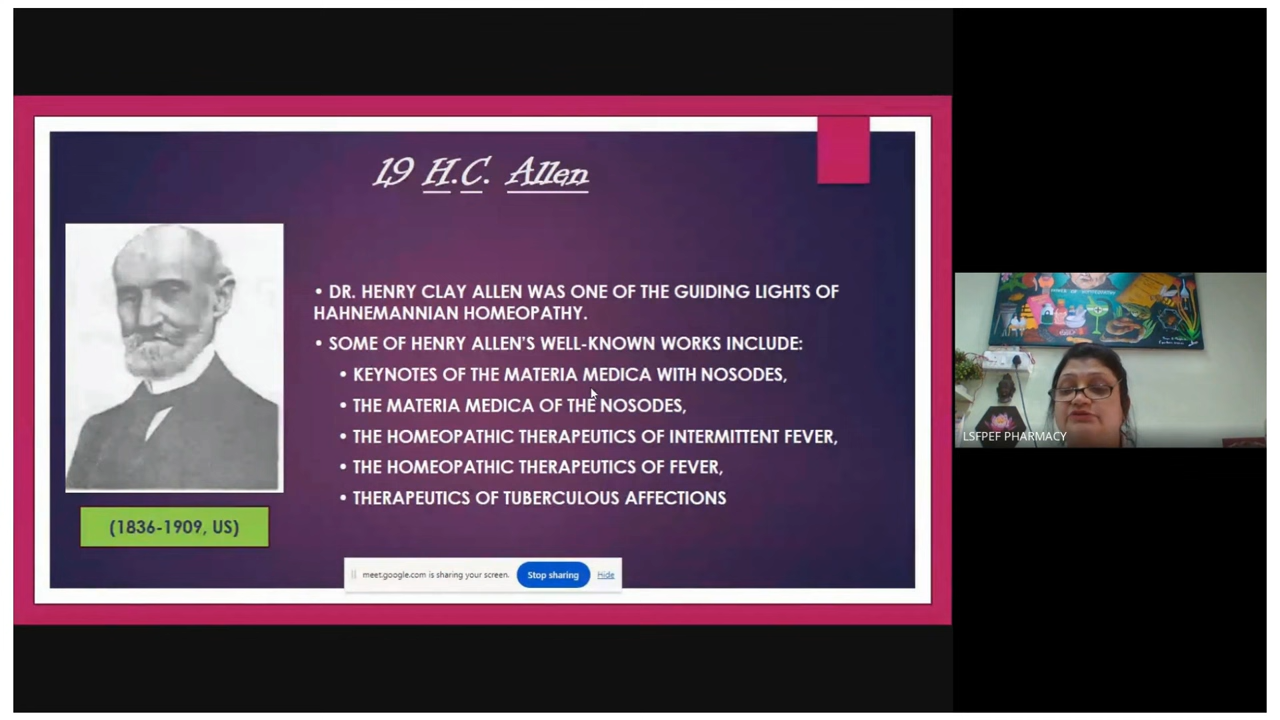 19 H.C. Allen
• DR. HENRY CLAY ALLEN WAS ONE OF THE GUIDING LIGHTS OF
HAHNEMANNIAN HOMEOPATHY.
• SOME OF HENRY ALLEN'S WELL-KNOWN WORKS INCLUDE:
• KEYNOTES OF THE MATERIA MEDICA WITH NOSODES,
• THE MATERIA MEDICA OF THE NOSODES,
• THE HOMEOPATHIC THERAPEUTICS OF INTERMITTENT FEVER,
• THE HOMEOPATHIC THERAPEUTICS OF FEVER,
• THERAPEUTICS OF TUBERCULOUS AFFECTIONS
(1836-1909, US)
meet.google.com is sharing your screen. Stop sharing Hide
LSFPEF PHARMACY